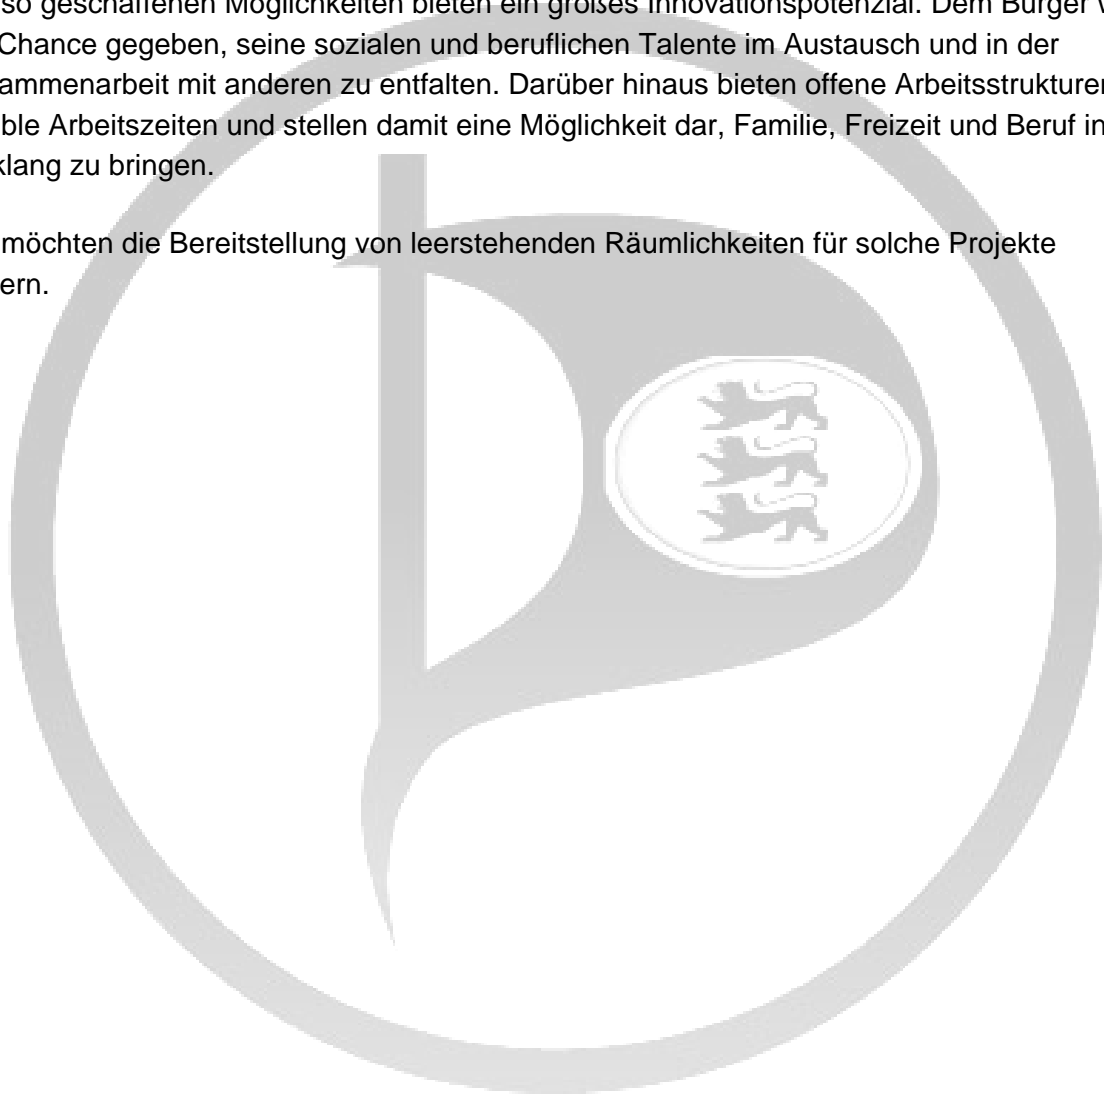 so geschaffenen Möglichkeiten bieten ein großes Innovationspotenzial. Dem Bürger
Chance gegeben, seine sozialen und beruflichen Talente im Austausch und in der
ammenarbeit mit anderen zu entfalten. Darüber hinaus bieten offene Arbeitsstrukturen
ble Arbeitszeiten und stellen damit eine Möglichkeit dar, Familie, Freizeit und Beruf in
klang zu bringen.
möchten die Bereitstellung von leerstehenden Räumlichkeiten für solche Projekte
ern.